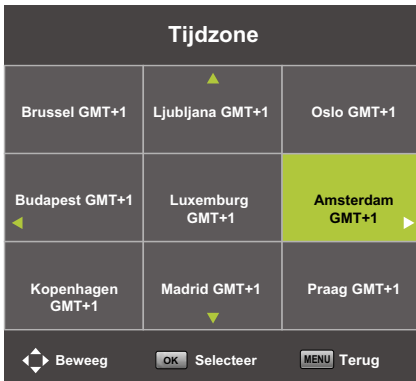 Tijdzone
Brussel GMT+1
Ljubljana GMT+1
Oslo GMT+1
Budapest GMT+1
Luxemburg
GMT+1
Amsterdam
GMT+1
Kopenhagen
GMT+1
Madrid GMT+1
Praag GMT+1
Beweeg
OK Selecteer
MENU Terug